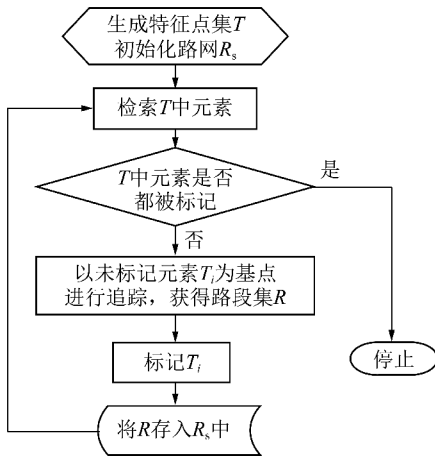 生成特征点集T
初始化路网Rs
检索T中元素
T中元素是否
都被标记
是
否
以未标记元素Ti为基点
进行追踪，获得路段集R
标记Ti
停止
将R存入Rs中